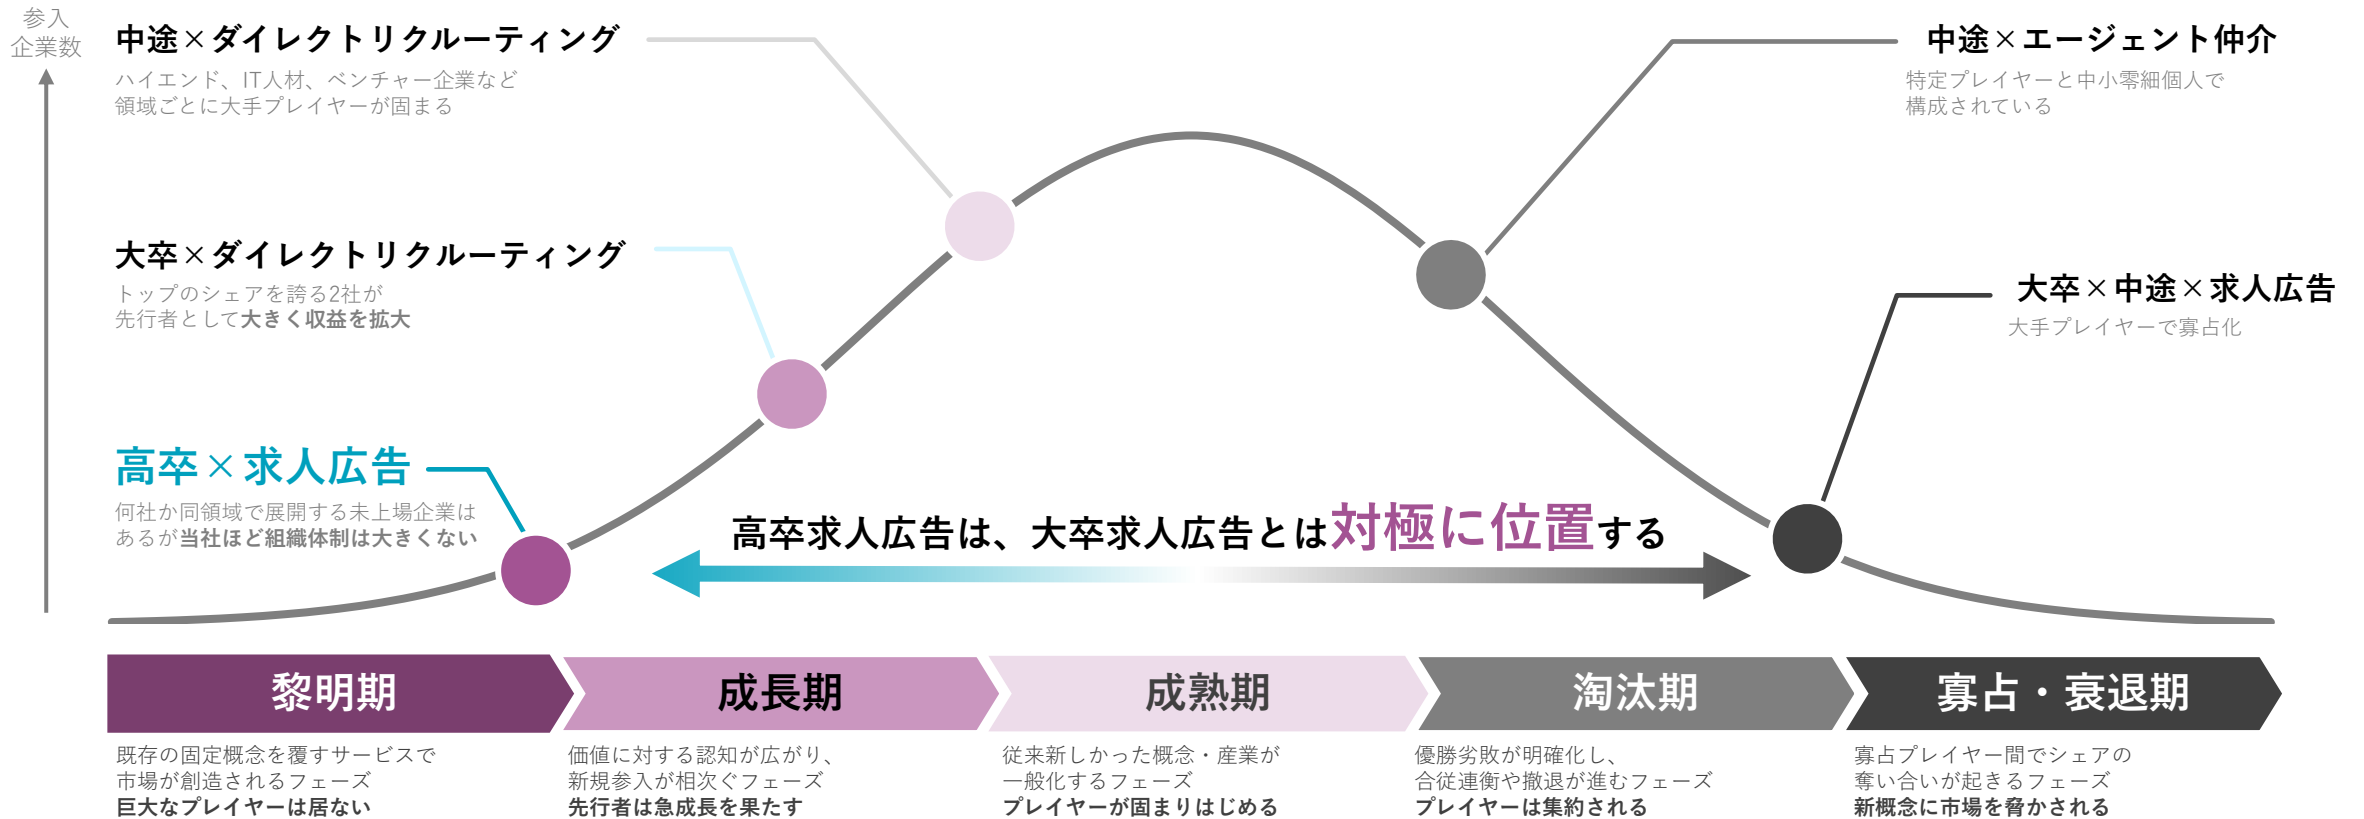 参入
企業数
中途×ダイレクトリクルーティング
ハイエンド、IT人材、ベンチャー企業など
領域ごとに大手プレイヤーが固まる
中途×エージェント仲介
特定プレイヤーと中小零細個人で
構成されている
大卒×ダイレクトリクルーティング
トップのシェアを誇る2社が
先行者として大きく収益を拡大
大卒×中途×求人広告
大手プレイヤーで寡占化
高卒×求人広告
何社か同領域で展開する未上場企業は
あるが当社ほど組織体制は大きくない
高卒求人広告は、大卒求人広告とは対極に位置する
黎明期
既存の固定概念を覆すサービスで
市場が創造されるフェーズ
巨大なプレイヤーは居ない
成長期
価値に対する認知が広がり、
新規参入が相次ぐフェーズ
先行者は急成長を果たす
成熟期
従来新しかった概念・産業が
一般化するフェーズ
プレイヤーが固まりはじめる
淘汰期
優勝劣敗が明確化し、
合従連衡や撤退が進むフェーズ
プレイヤーは集約される
寡占・衰退期
寡占プレイヤー間でシェアの
奪い合いが起きるフェーズ
新概念に市場を脅かされる